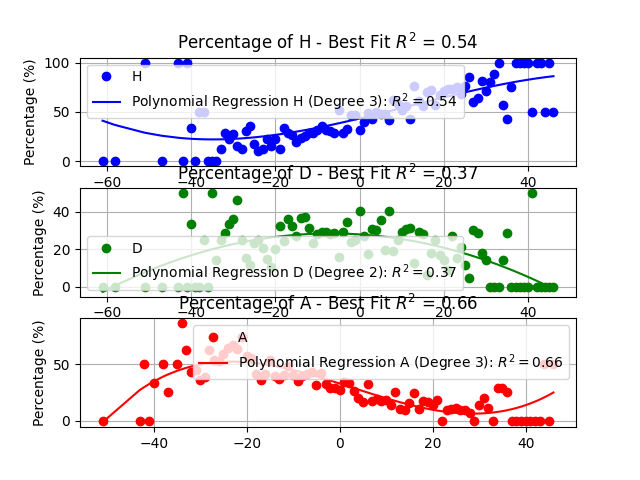 Percentage of H - Best Fit R² = 0.54
Percentage (%)
100
50
0
H
Polynomial Regression H (Degree 3): R² = 0.54
−60 −40 −20 0 20 40
Percentage of D - Best Fit R² = 0.37
Percentage (%)
40
20
0
D
Polynomial Regression D (Degree 2): R² = 0.37
−60 −40 −20 0 20 40
Percentage of A - Best Fit R² = 0.66
Percentage (%)
50
0
A
Polynomial Regression A (Degree 3): R² = 0.66
−40 −20 0 20 40